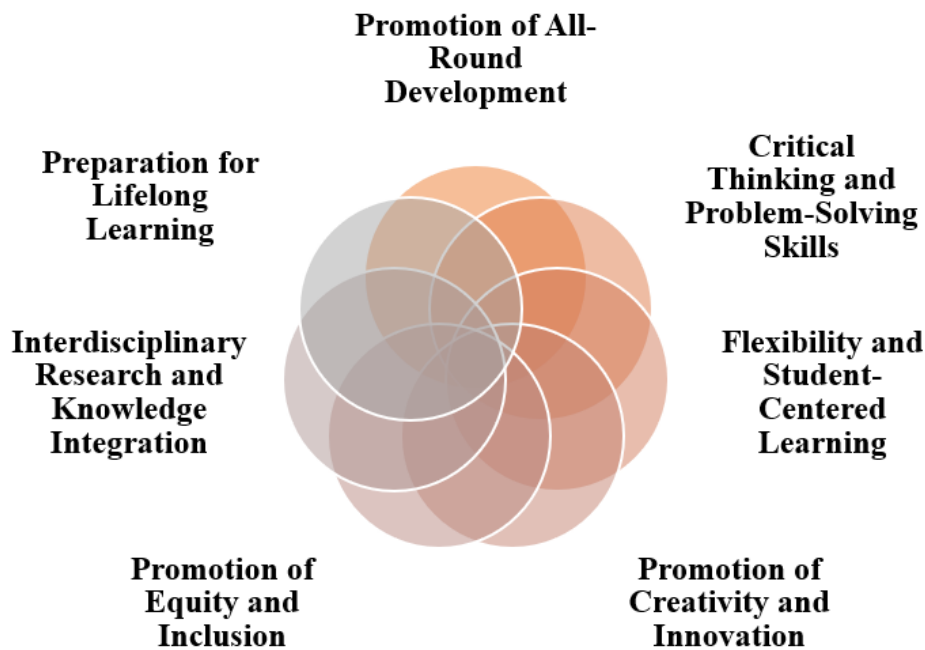 Promotion of All-
Round
Development
Critical
Thinking and
Problem-Solving
Skills
Flexibility and
Student-
Centered
Learning
Promotion of
Creativity and
Innovation
Promotion of
Equity and
Inclusion
Interdisciplinary
Research and
Knowledge
Integration
Preparation for
Lifelong
Learning